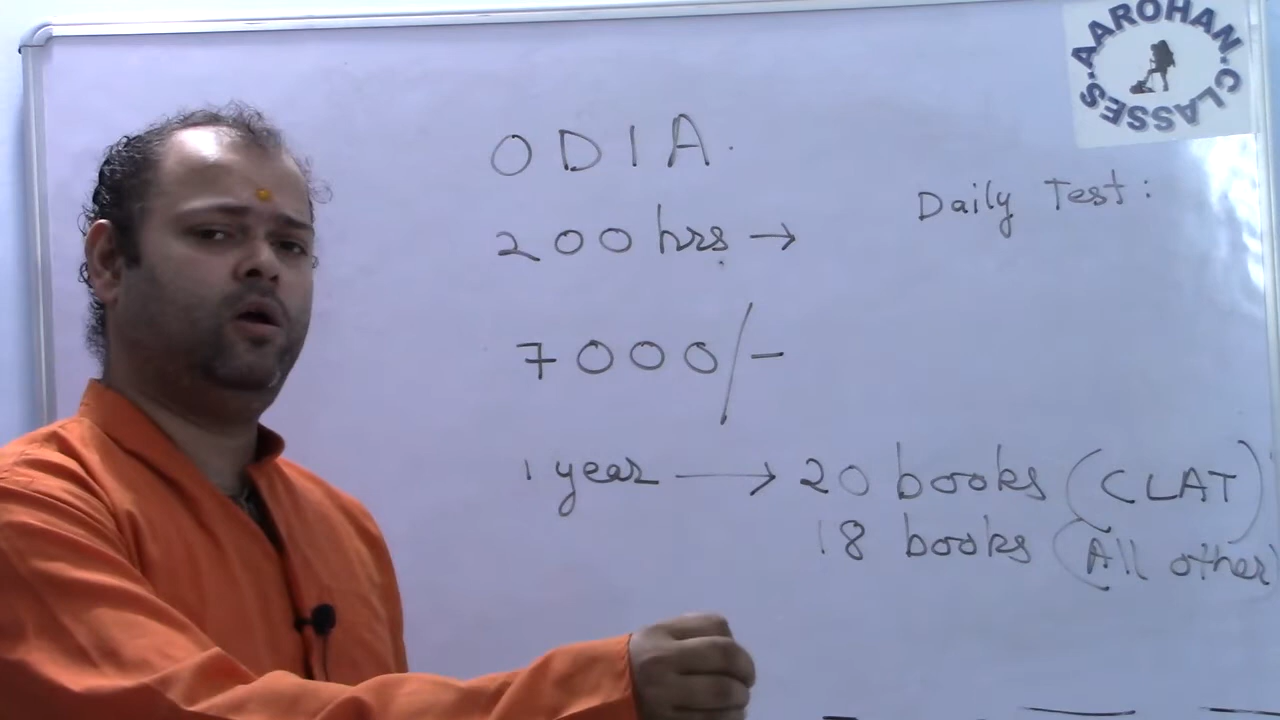 .AAROHAN.
CLASSES
ODIA.
Daily Test:
200 hrs →
7000/-
1 year → 20 books (CLAT)
18 books (All other)